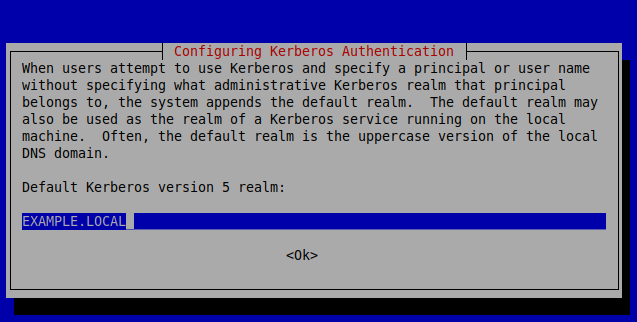 Configuring Kerberos Authentication
When users attempt to use Kerberos and specify a principal or user name
without specifying what administrative Kerberos realm that principal
belongs to, the system appends the default realm.  The default realm may
also be used as the realm of a Kerberos service running on the local
machine.  Often, the default realm is the uppercase version of the local
DNS domain.
Default Kerberos version 5 realm:
EXAMPLE.LOCAL
<Ok>